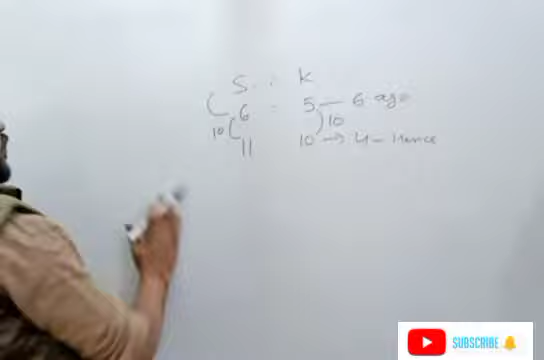 S : K
6 : 5 — 6 ago
10 ) 10
11 10 → 4 - Hence
SUBSCRIBE